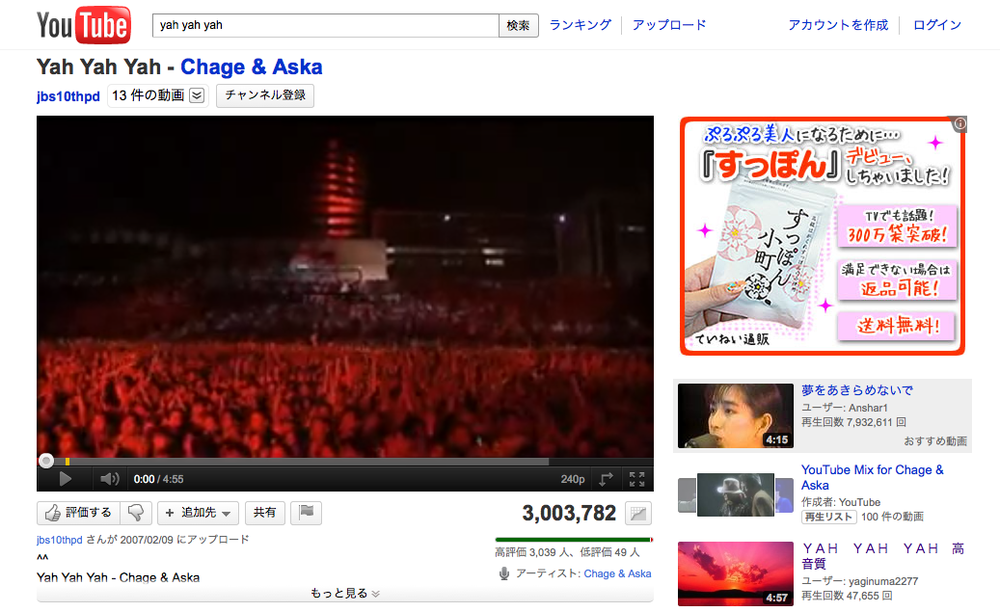 YouTube
yah yah yah
検索
ランキング
アップロード
アカウントを作成
ログイン
Yah Yah Yah - Chage & Aska
jbs10thpd
13 件の動画
チャンネル登録
0:00 / 4:55
240p
評価する
+ 追加先
共有
3,003,782
jbs10thpd さんが 2007/02/09 にアップロード
^^
Yah Yah Yah - Chage & Aska
高評価 3,039 人、低評価 49 人
アーティスト: Chage & Aska
もっと見る
ぷるぷる美人になるために…
『すっぽん』デビュー、
しちゃいました!
TVでも話題!
300万袋突破!
満足できない場合は
返品可能!
送料無料!
すっぽん
小町
ていねい通販
夢をあきらめないで
ユーザー: Anshar1
再生回数 7,932,611 回
おすすめ動画
4:15
YouTube Mix for Chage &
Aska
作成者: YouTube
再生リスト 100 件の動画
ＹＡＨ　ＹＡＨ　ＹＡＨ　高
音質
ユーザー: yaginuma2277
再生回数 47,655 回
4:57